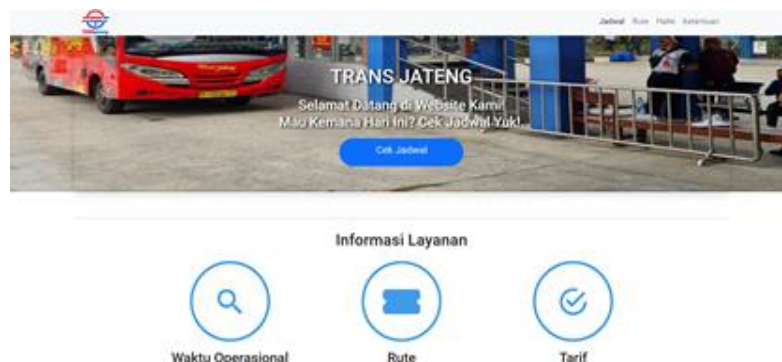 Jadwal Rute Halte Ketentuan
TRANS JATENG
Selamat Datang di Website Kami!
Mau Kemana Hari Ini? Cek Jadwal Yuk!
Cek Jadwal
Informasi Layanan
Waktu Operasional Rute Tarif